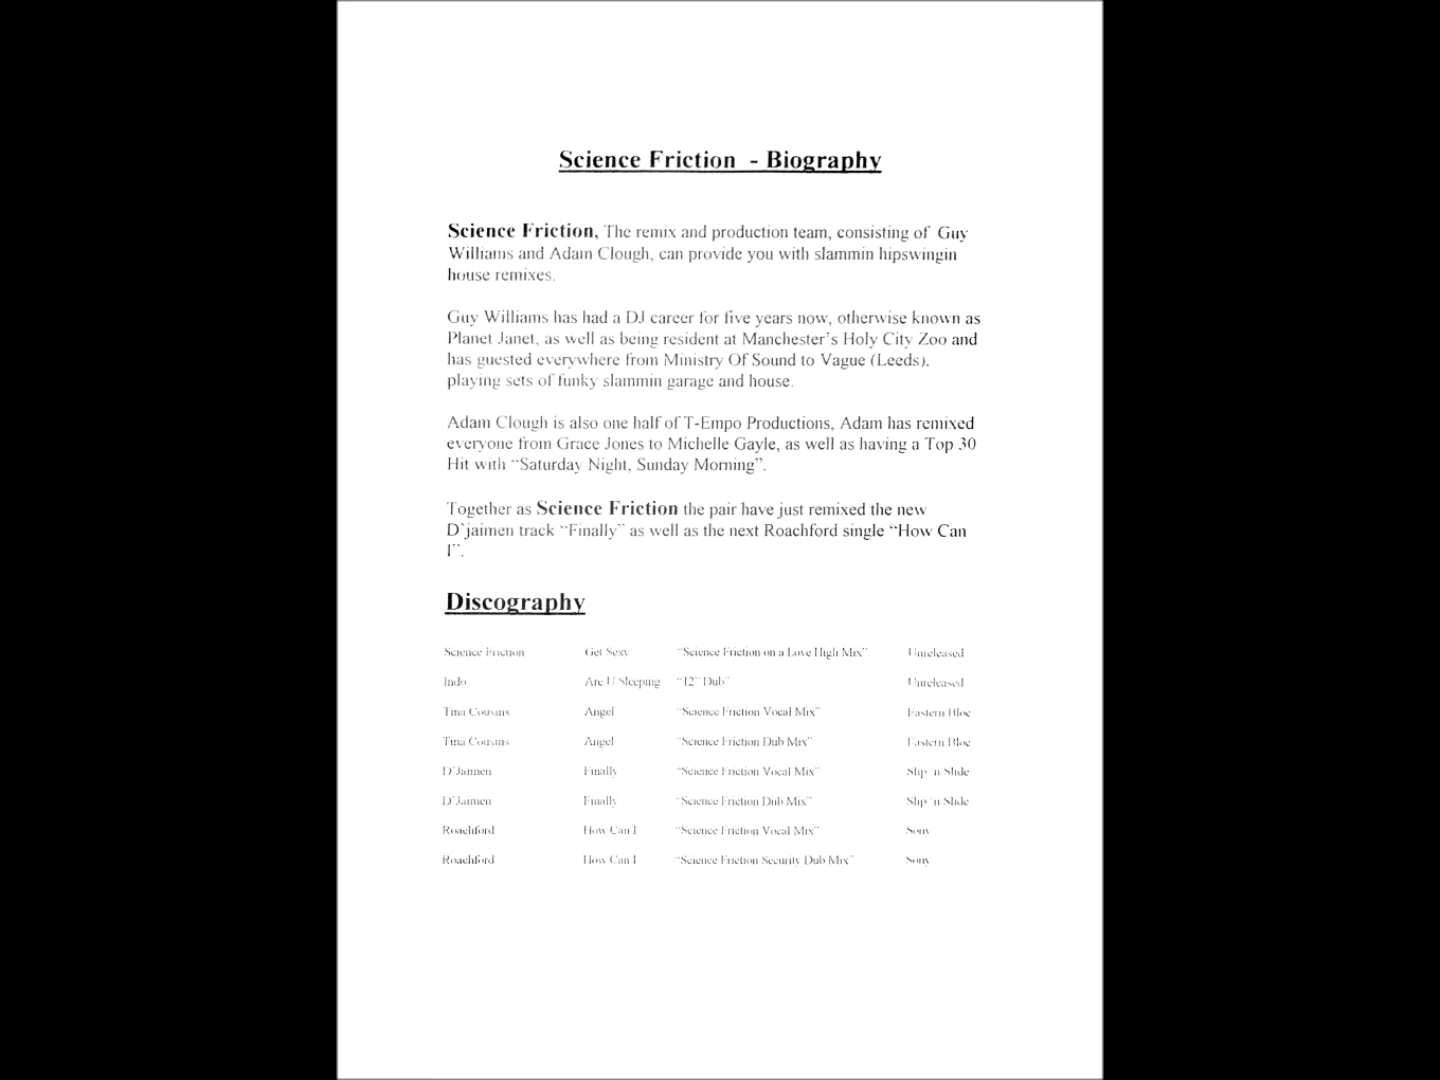 Science Friction - Biography
Science Friction, The remix and production team, consisting of Guy
Williams and Adam Clough, can provide you with slammin hipswingin
house remixes.
Guy Williams has had a DJ career for five years now, otherwise known as
Planet Janet, as well as being resident at Manchester's Holy City Zoo and
has guested everywhere from Ministry Of Sound to Vague (Leeds),
playing sets of funky slammin garage and house.
Adam Clough is also one half of T-Empo Productions, Adam has remixed
everyone from Grace Jones to Michelle Gayle, as well as having a Top 30
Hit with "Saturday Night, Sunday Morning".
Together as Science Friction the pair have just remixed the new
D'jaimen track "Finally" as well as the next Roachford single "How Can
I".
Discography
Science Friction Get Sexy "Science Friction on a Love High Mix" Unreleased
Indo Are U Sleeping "12" Dub" Unreleased
Tina Cousins Angel "Science Friction Vocal Mix" Eastern Bloc
Tina Cousins Angel "Science Friction Dub Mix" Eastern Bloc
D'Jaimen Finally "Science Friction Vocal Mix" Slip 'n Slide
D'Jaimen Finally "Science Friction Dub Mix" Slip 'n Slide
Roachford How Can I "Science Friction Vocal Mix" Sony
Roachford How Can I "Science Friction Security Dub Mix" Sony